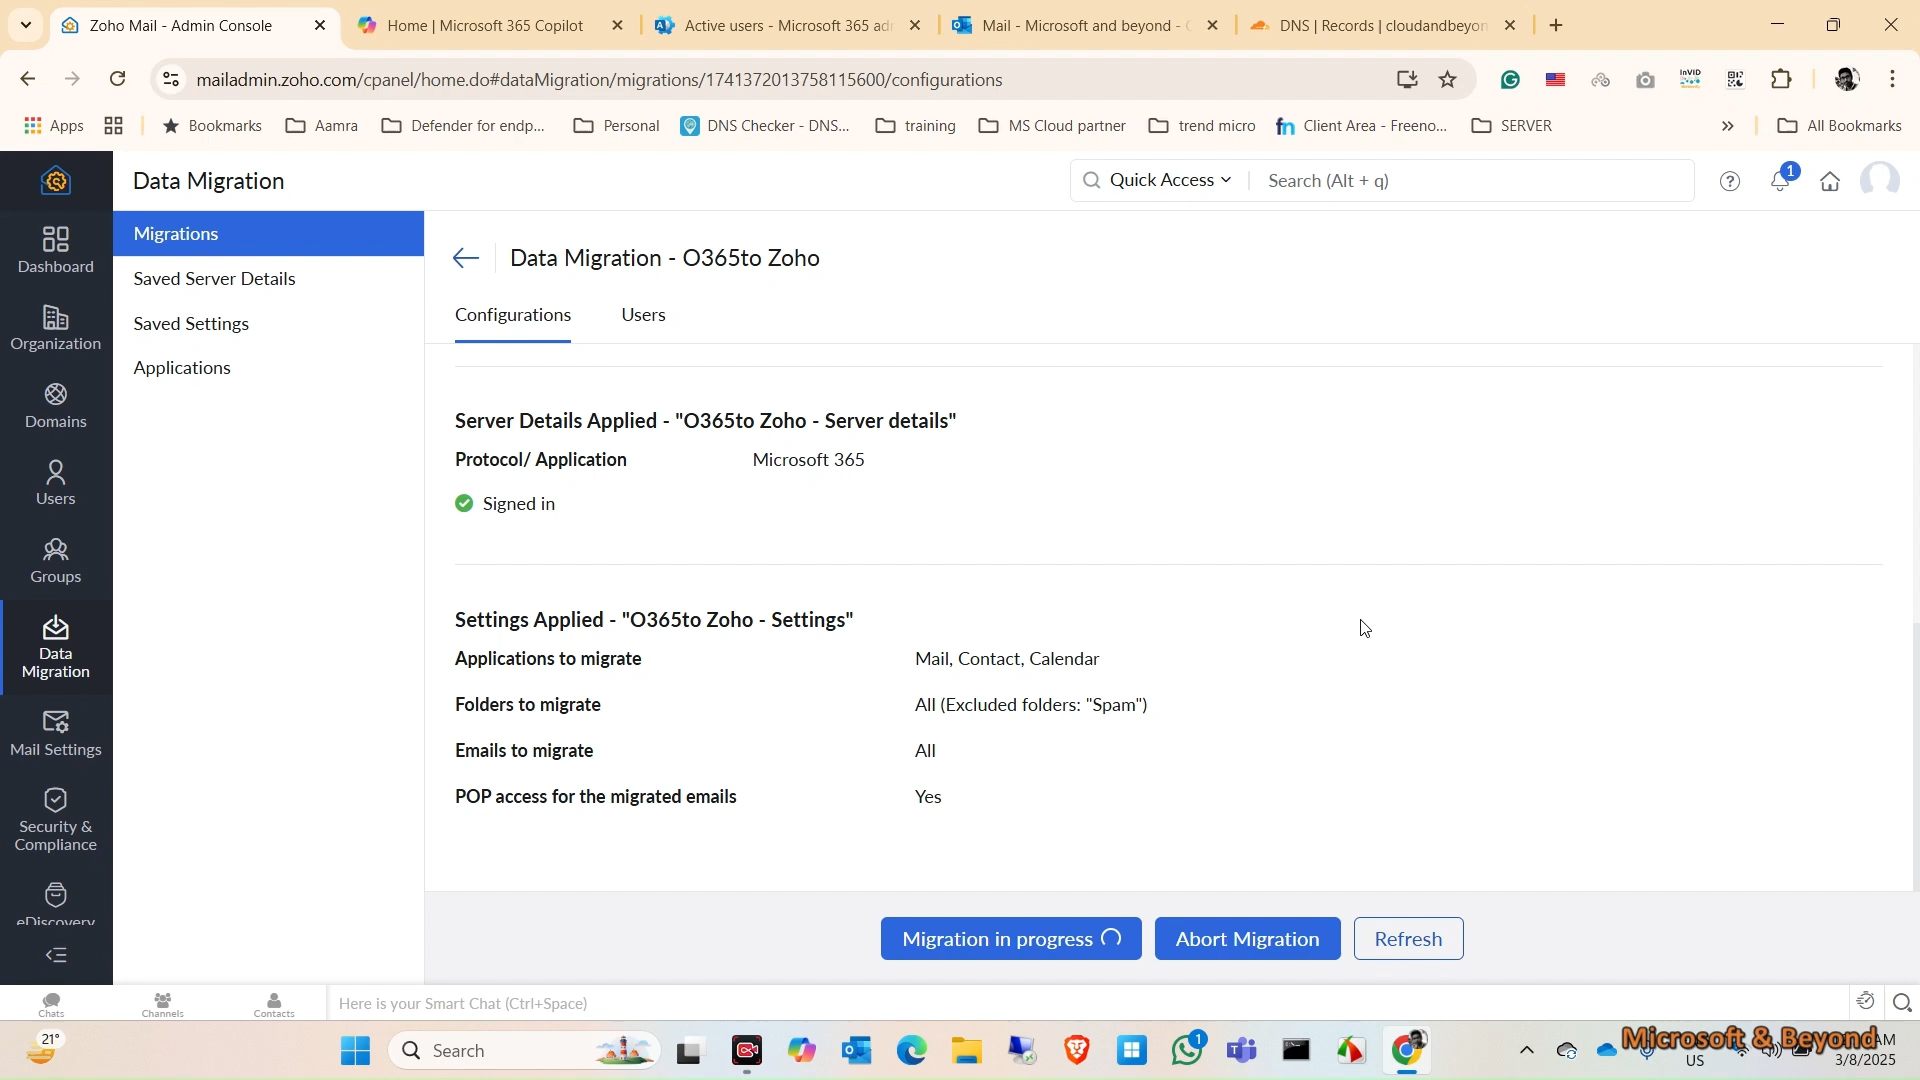 Zoho Mail - Admin Console
Home | Microsoft 365 Copilot
Active users - Microsoft 365 adr
Mail - Microsoft and beyond -
DNS | Records | cloudandbeyon
mailadmin.zoho.com/cpanel/home.do#dataMigration/migrations/1741372013758115600/configurations
Apps
Bookmarks
Aamra
Defender for endp...
Personal
DNS Checker - DNS...
training
MS Cloud partner
trend micro
Client Area - Freeno...
SERVER
All Bookmarks
Data Migration
Quick Access
Search (Alt + q)
1
Migrations
Saved Server Details
Saved Settings
Applications
Dashboard
Organization
Domains
Users
Groups
Data
Migration
Mail Settings
Security &
Compliance
eDiscovery
Data Migration - O365to Zoho
Configurations
Users
Server Details Applied - "O365to Zoho - Server details"
Protocol/ Application
Microsoft 365
Signed in
Settings Applied - "O365to Zoho - Settings"
Applications to migrate
Mail, Contact, Calendar
Folders to migrate
All (Excluded folders: "Spam")
Emails to migrate
All
POP access for the migrated emails
Yes
Migration in progress
Abort Migration
Refresh
Chats
Channels
Contacts
Here is your Smart Chat (Ctrl+Space)
21°
Search
1
Microsoft & Beyond
US
AM
3/8/2025